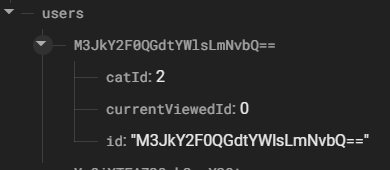 users
M3JkY2F0QGdtYWlsLmNvbQ==
catId: 2
currentViewedId: 0
id: "M3JkY2F0QGdtYWlsLmNvbQ=="